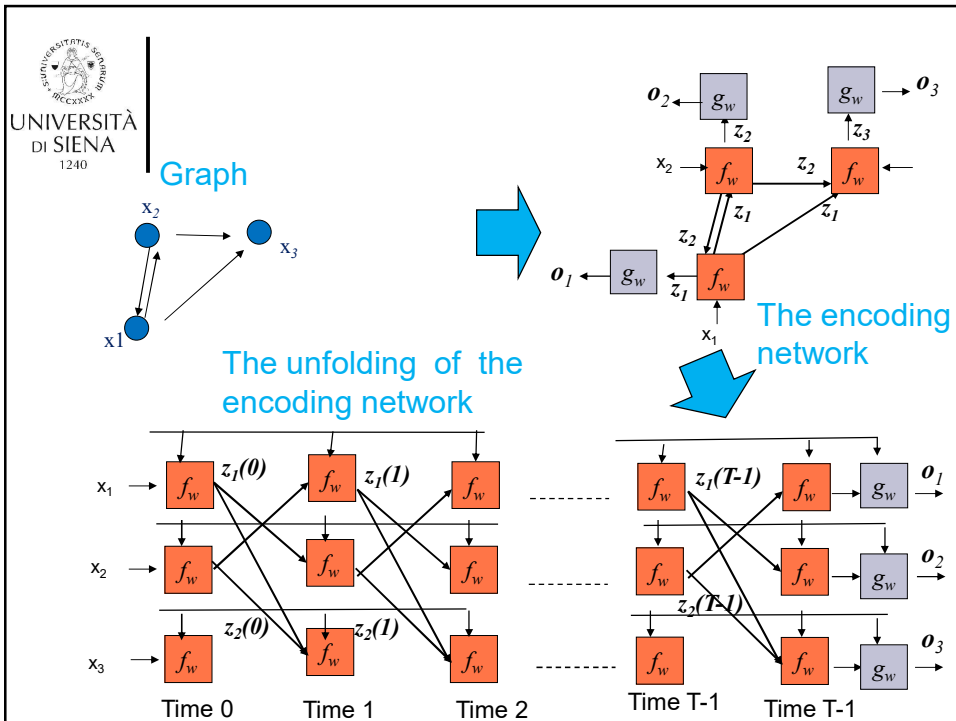 S·VNIVERSITATIS SENARVM
MCCXXXX
UNIVERSITÀ
DI SIENA
1240
Graph
x2
x3
x1
o2
gw
gw
o3
z2
z3
x2
fw
z2
fw
z1
z1
z2
o1
gw
z1
fw
x1
The encoding
network
The unfolding of the
encoding network
x1
fw
z1(0)
fw
z1(1)
fw
fw
z1(T-1)
fw
gw
o1
x2
fw
fw
fw
fw
fw
gw
o2
z2(0)
z2(1)
z2(T-1)
x3
fw
fw
fw
fw
fw
gw
o3
Time 0
Time 1
Time 2
Time T-1
Time T-1